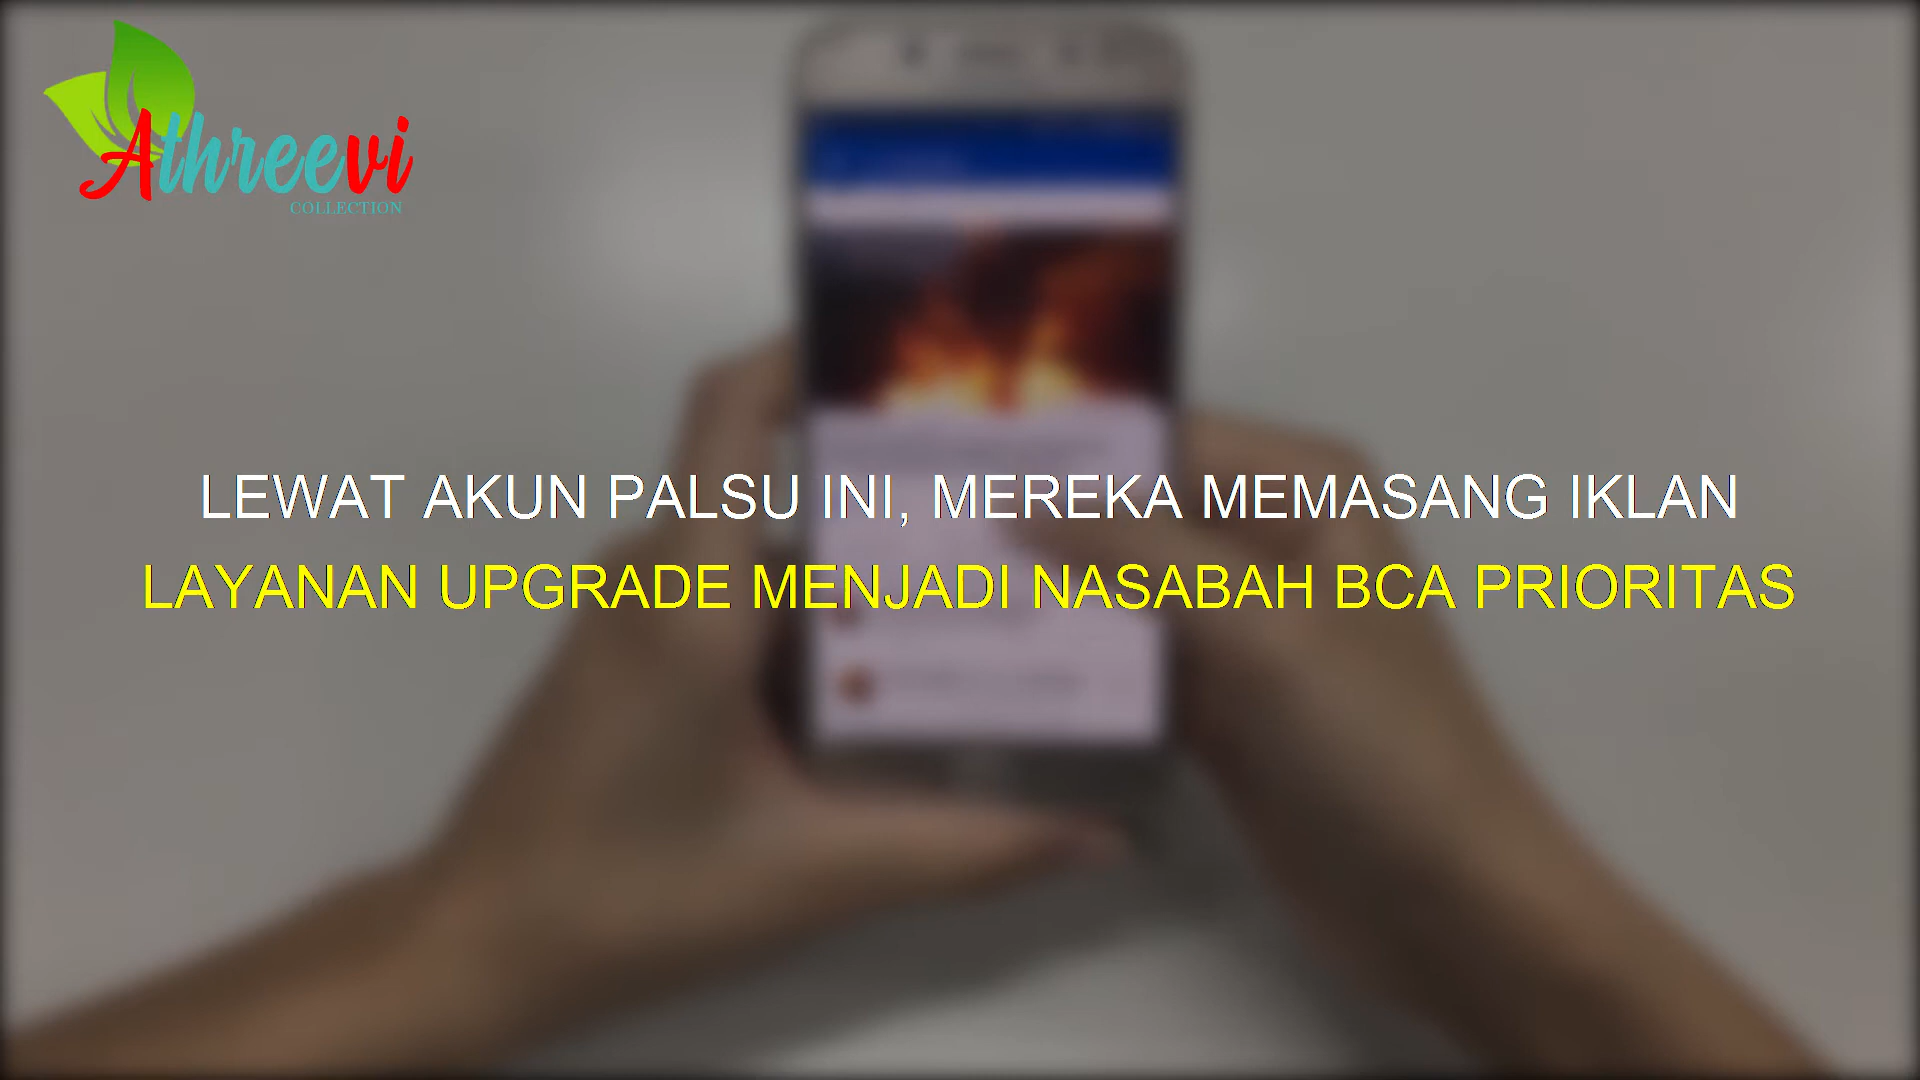 Athreevi
COLLECTION
LEWAT AKUN PALSU INI, MEREKA MEMASANG IKLAN
LAYANAN UPGRADE MENJADI NASABAH BCA PRIORITAS